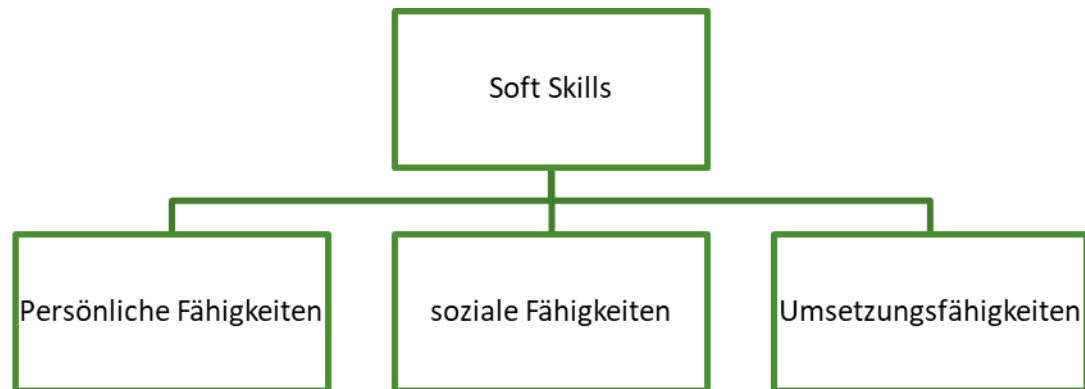 Soft Skills
Persönliche Fähigkeiten
soziale Fähigkeiten
Umsetzungsfähigkeiten